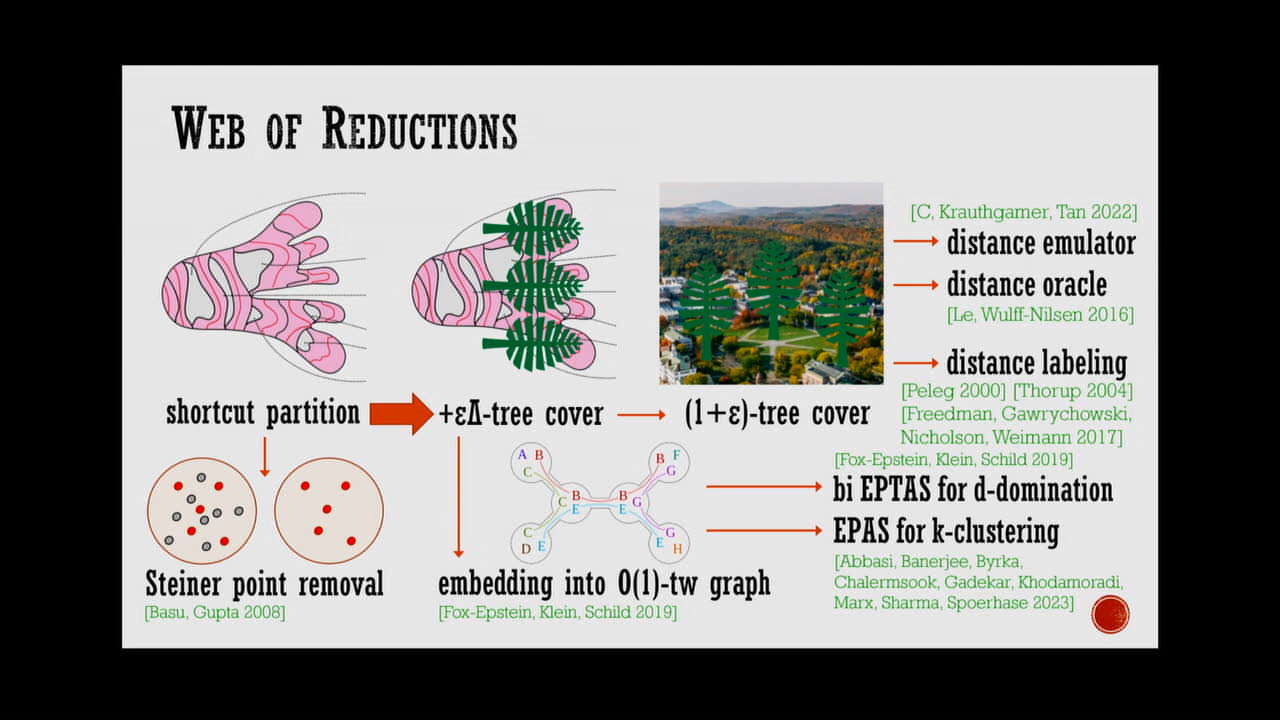 WEB OF REDUCTIONS
[C, Krauthgamer, Tan 2022]
distance emulator
distance oracle
[Le, Wulff-Nilsen 2016]
distance labeling
[Peleg 2000] [Thorup 2004]
[Freedman, Gawrychowski,
Nicholson, Weimann 2017]
shortcut partition
+εΔ-tree cover
(1+ε)-tree cover
A B
C
B F
G
C B
E
B G
E
C
D E
G
E H
[Fox-Epstein, Klein, Schild 2019]
bi EPTAS for d-domination
EPAS for k-clustering
[Abbasi, Banerjee, Byrka,
Chalermsook, Gadekar, Khodamoradi,
Marx, Sharma, Spoerhase 2023]
Steiner point removal
[Basu, Gupta 2008]
embedding into O(1)-tw graph
[Fox-Epstein, Klein, Schild 2019]